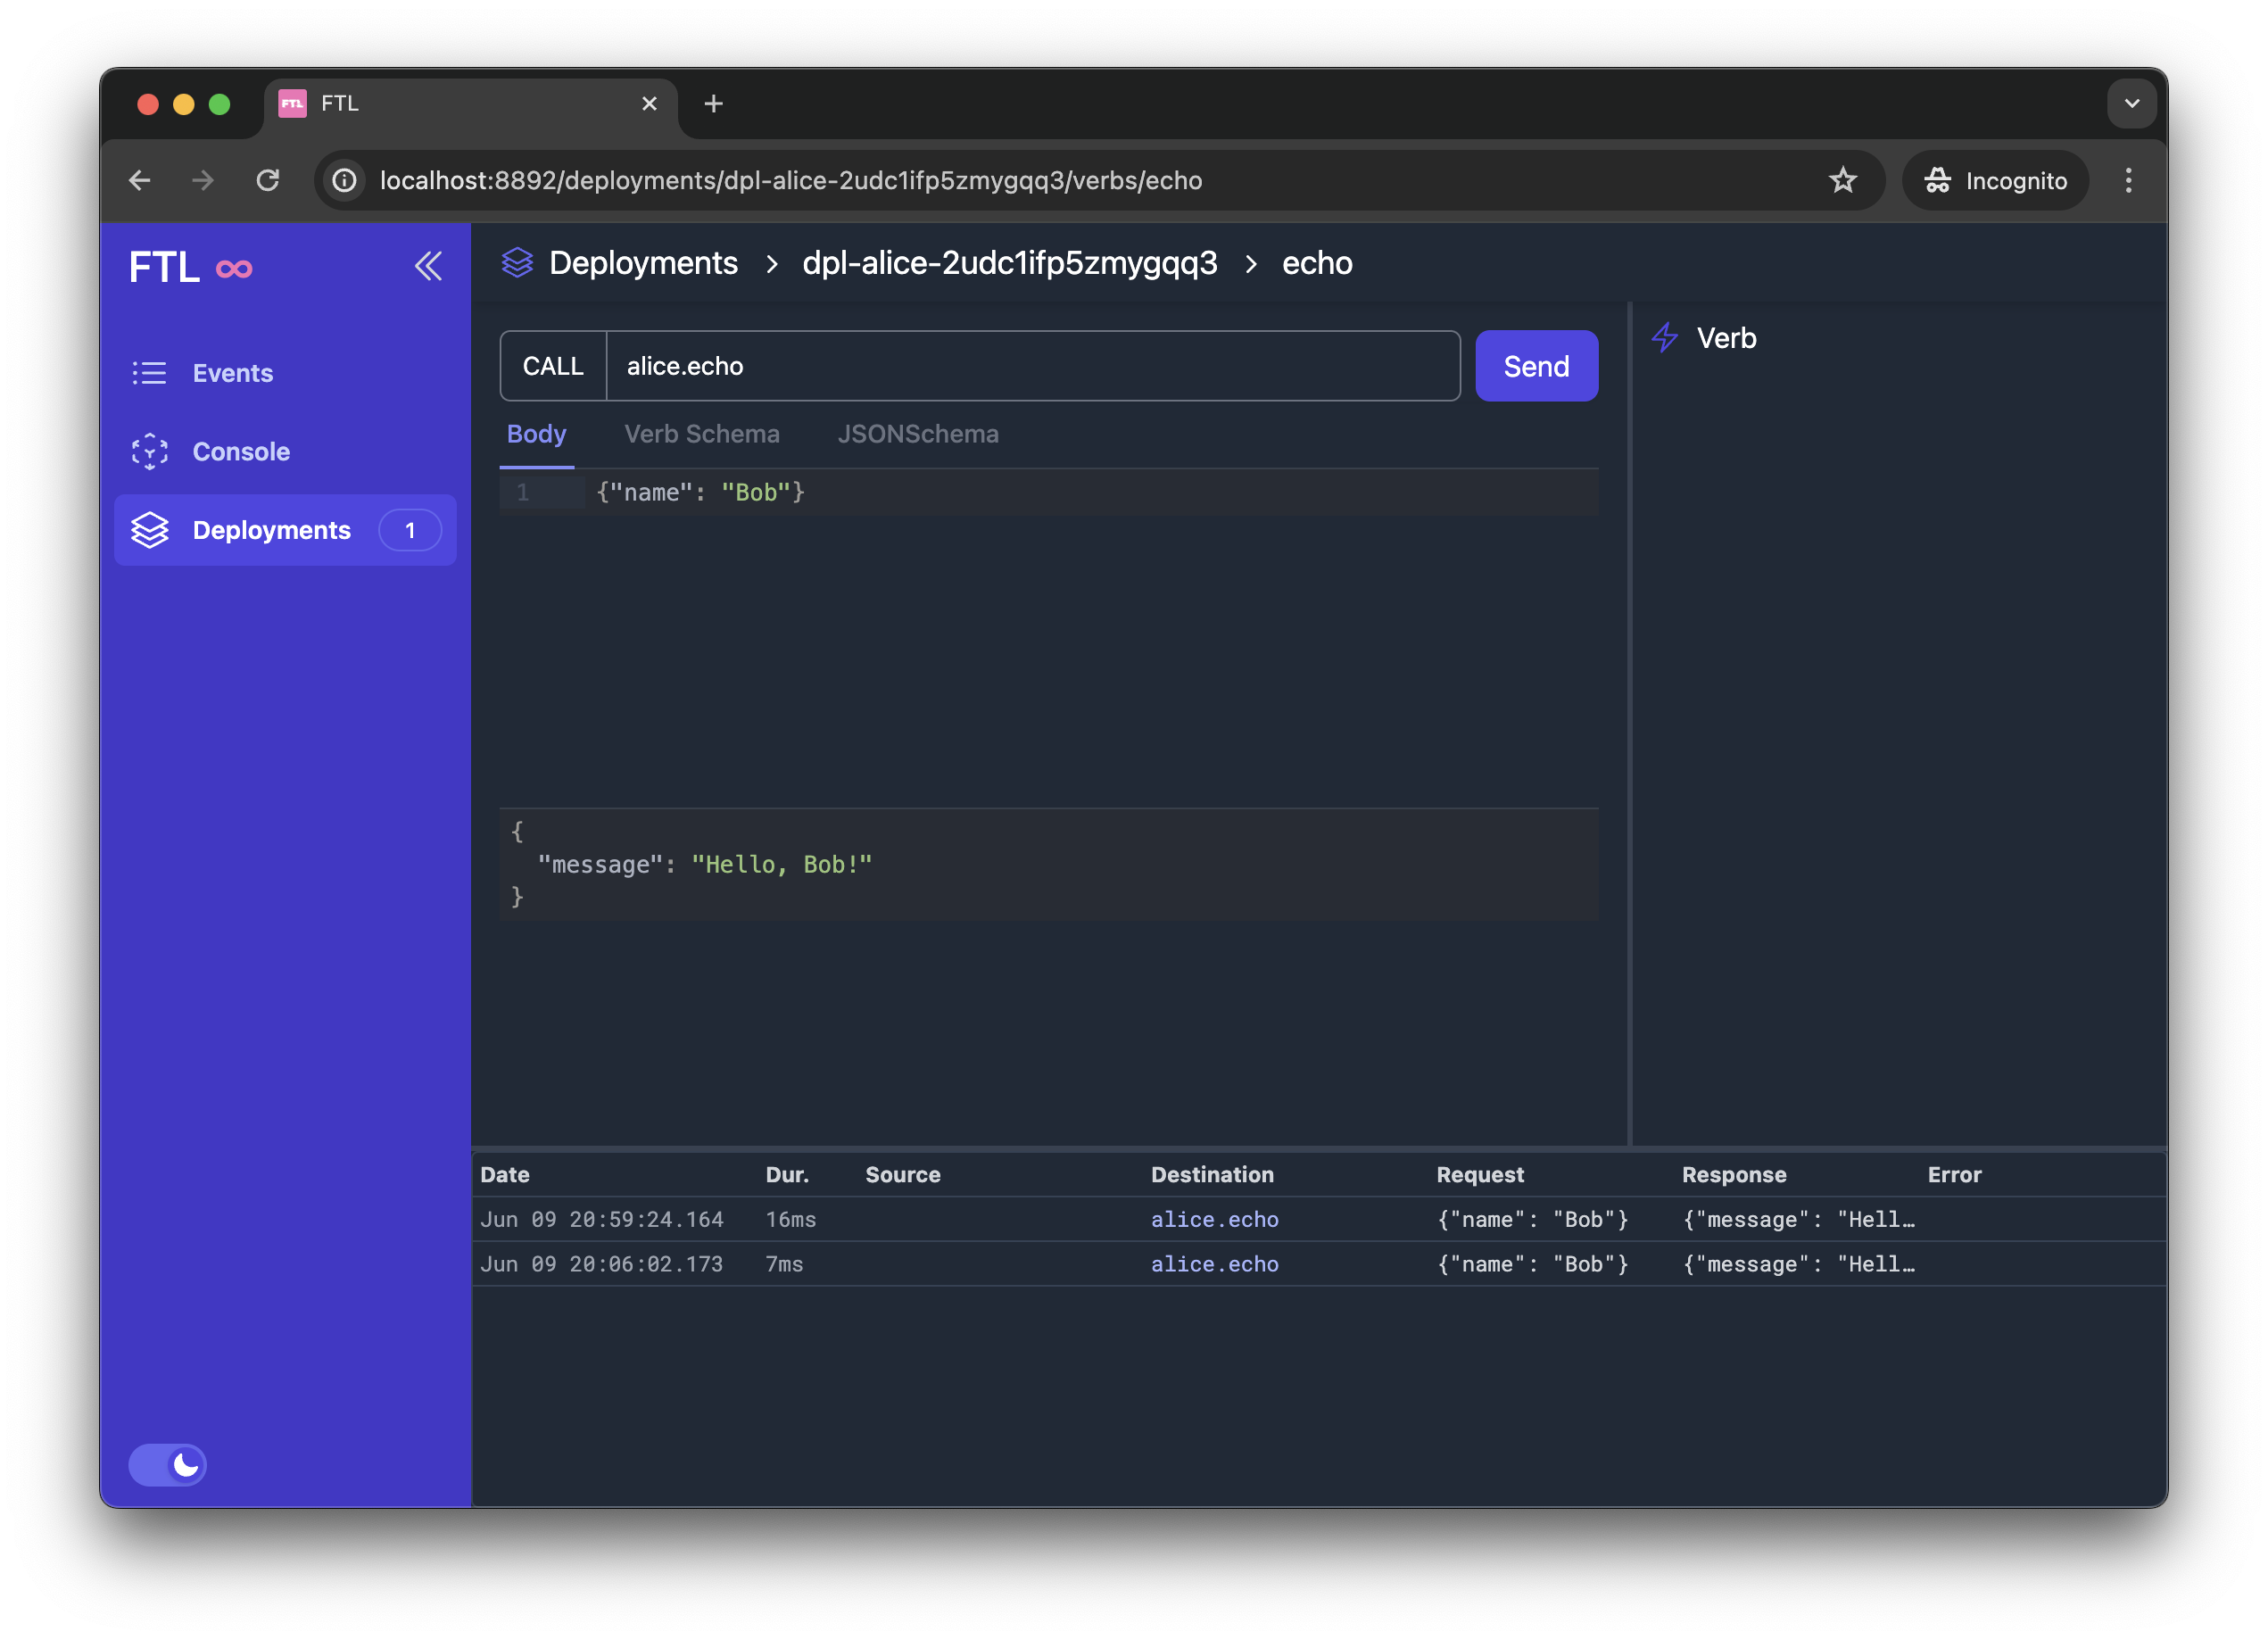 FTL
FTL
localhost:8892/deployments/dpl-alice-2udc1ifp5zmygqq3/verbs/echo
Incognito
FTL
Events
Console
Deployments 1
Deployments > dpl-alice-2udc1ifp5zmygqq3 > echo
CALL alice.echo Send
Body Verb Schema JSONSchema
1 {"name": "Bob"}
{
"message": "Hello, Bob!"
}
Verb
Date Dur. Source Destination Request Response Error
Jun 09 20:59:24.164 16ms alice.echo {"name": "Bob"} {"message": "Hell…
Jun 09 20:06:02.173 7ms alice.echo {"name": "Bob"} {"message": "Hell…